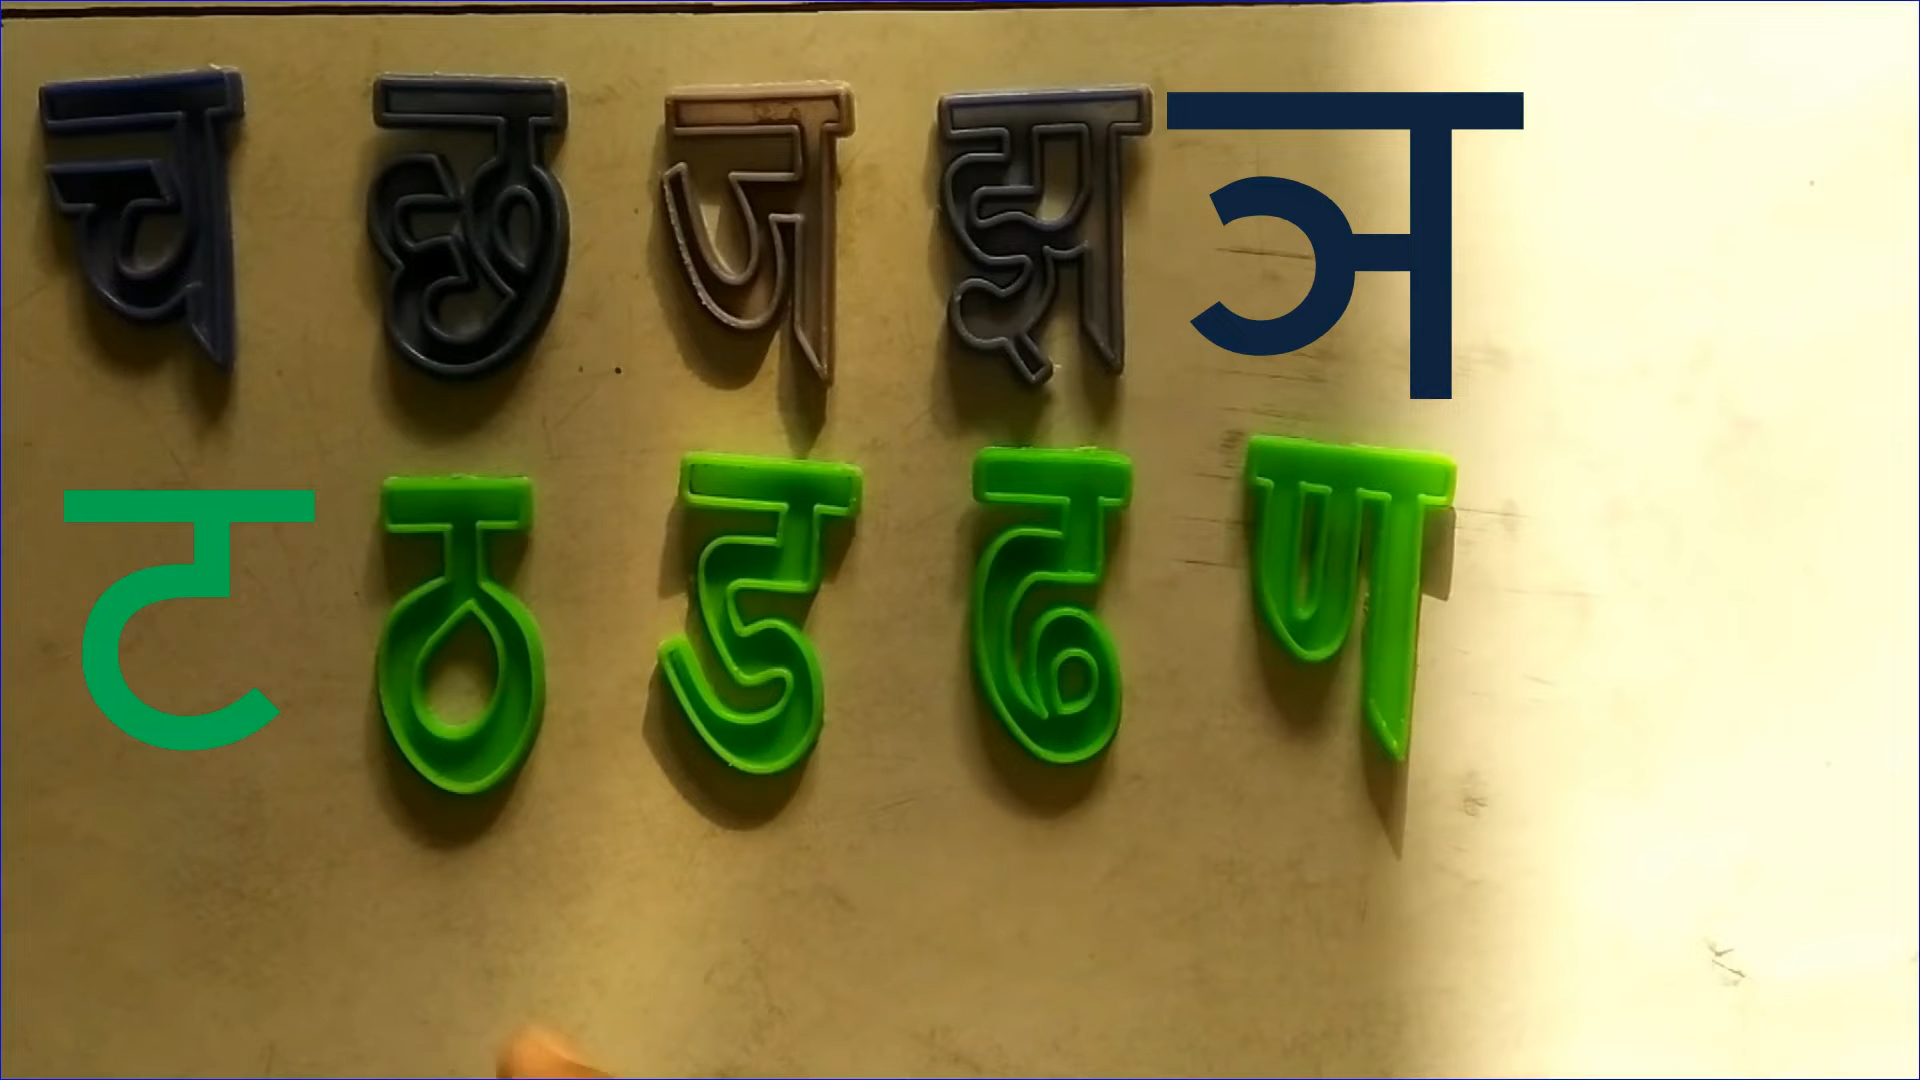 च छ ज झ ञ
ट ठ ड ढ ण